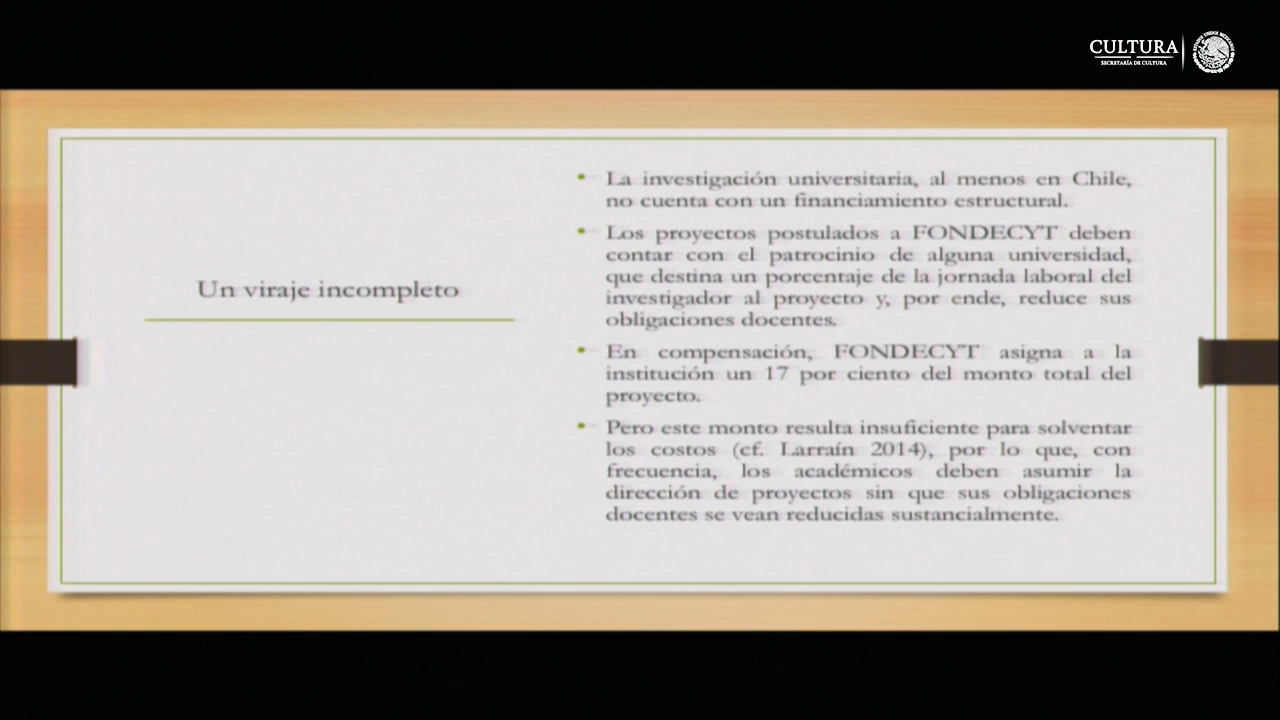 CULTURA
SECRETARÍA DE CULTURA
Un viraje incompleto
• La investigación universitaria, al menos en Chile,
no cuenta con un financiamiento estructural.
• Los proyectos postulados a FONDECYT deben
contar con el patrocinio de alguna universidad,
que destina un porcentaje de la jornada laboral del
investigador al proyecto y, por ende, reduce sus
obligaciones docentes.
• En compensación, FONDECYT asigna a la
institución un 17 por ciento del monto total del
proyecto.
• Pero este monto resulta insuficiente para solventar
los costos (cf. Larraín 2014), por lo que, con
frecuencia, los académicos deben asumir la
dirección de proyectos sin que sus obligaciones
docentes se vean reducidas sustancialmente.